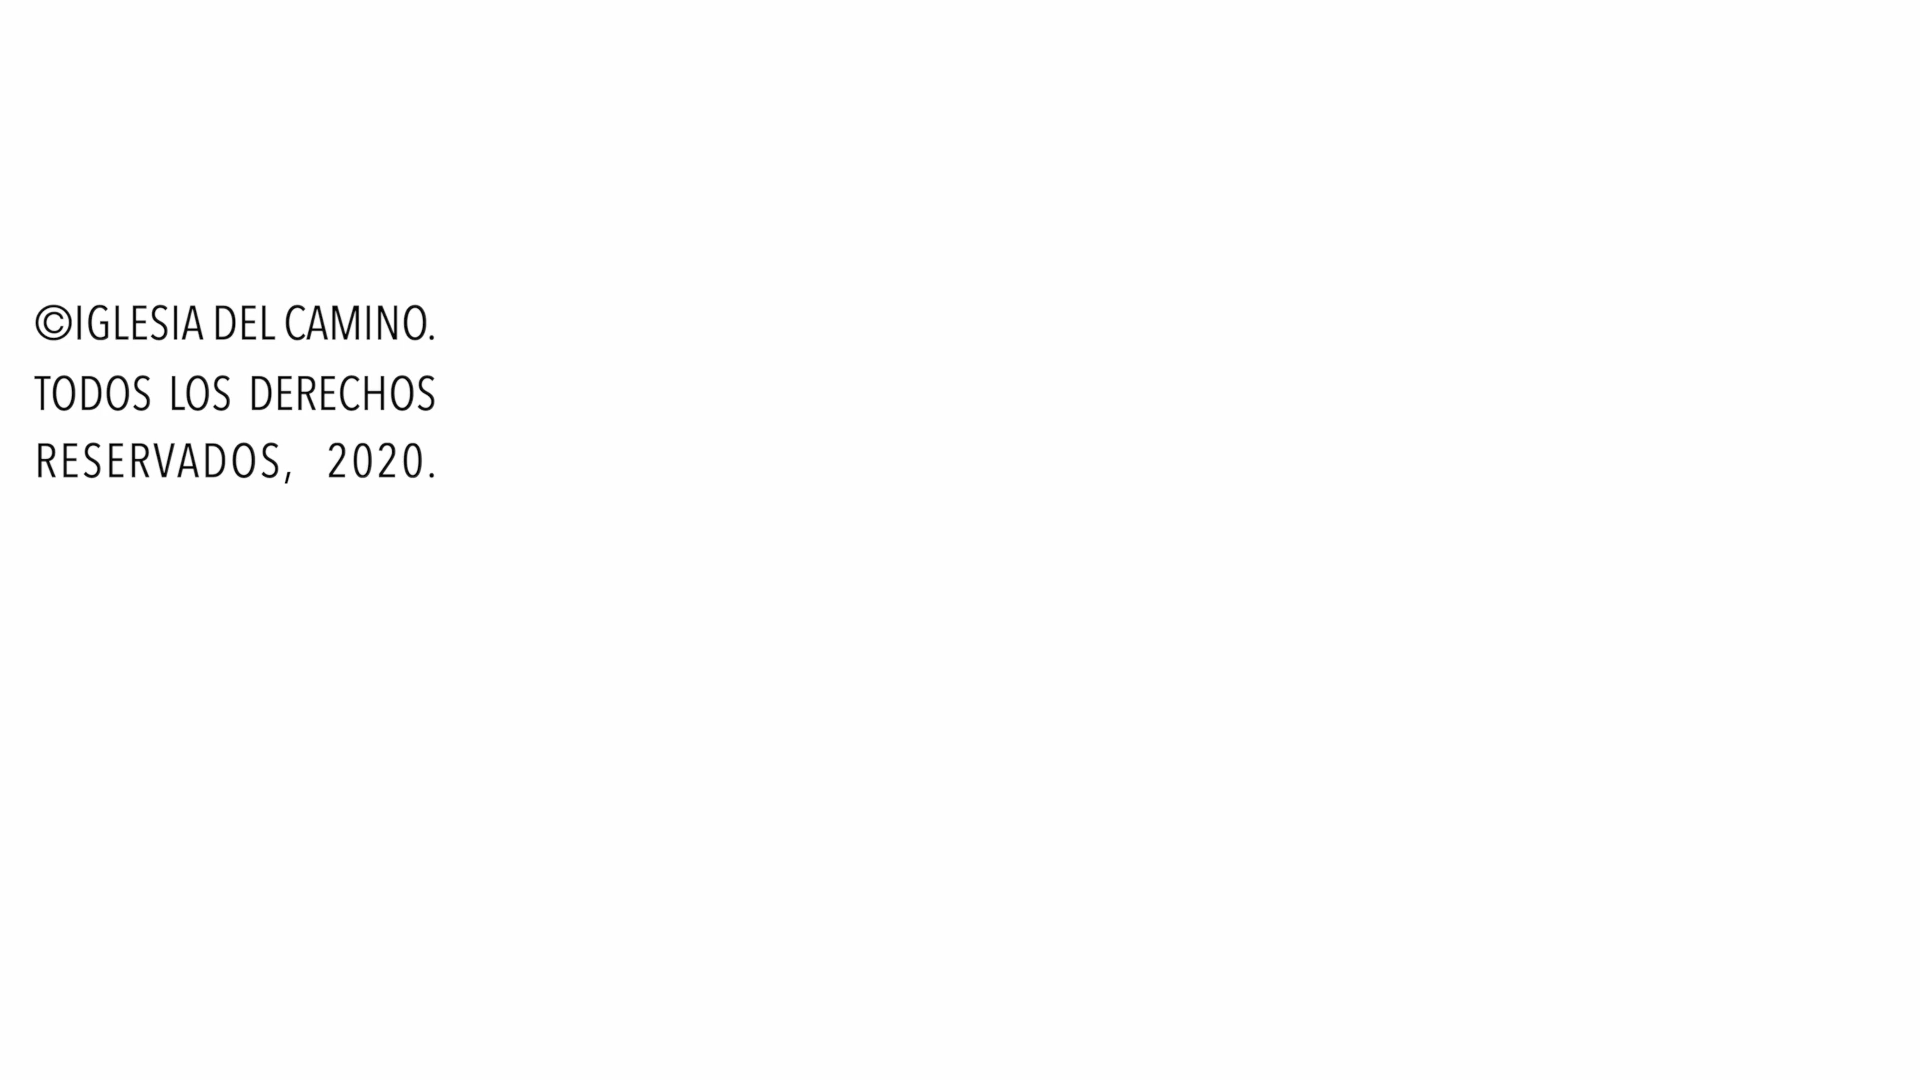 ©IGLESIA DEL CAMINO.
TODOS LOS DERECHOS
RESERVADOS, 2020.